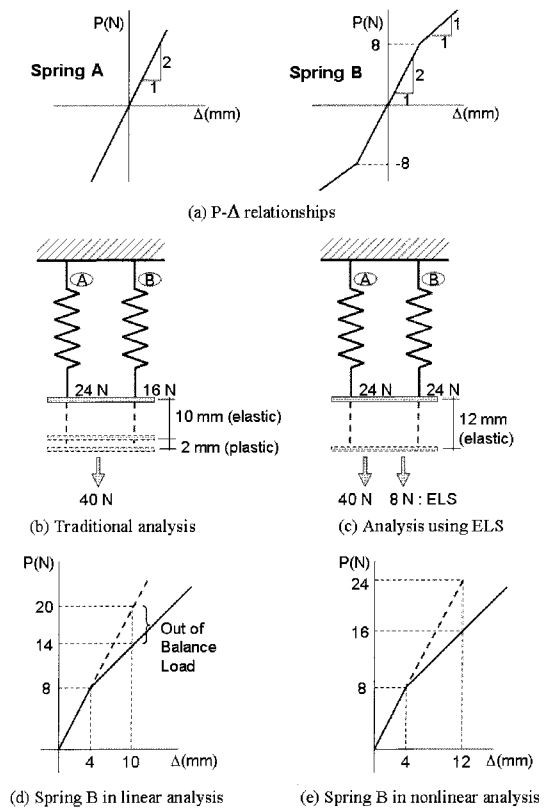 P(N)
Spring A
2
1
Δ(mm)
P(N)
8
1
1
Spring B
2
1
Δ(mm)
-8
(a) P-Δ relationships
A
B
24 N
16 N
10 mm (elastic)
2 mm (plastic)
40 N
(b) Traditional analysis
A
B
24 N
24 N
12 mm
(elastic)
40 N
8 N : ELS
(c) Analysis using ELS
P(N)
20
14
8
Out of
Balance
Load
4
10
Δ(mm)
(d) Spring B in linear analysis
P(N)
24
16
8
4
12
Δ(mm)
(e) Spring B in nonlinear analysis